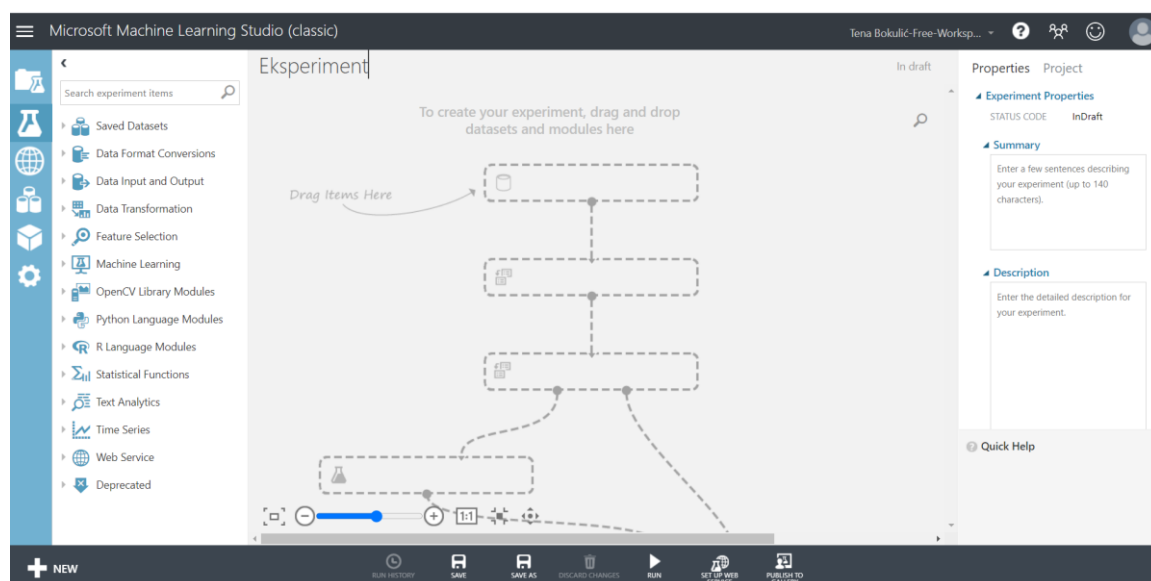 Microsoft Machine Learning Studio (classic)
Tena Bokulić-Free-Worksp...
?
Eksperiment
In draft
Search experiment items
Saved Datasets
Data Format Conversions
Data Input and Output
Data Transformation
Feature Selection
Machine Learning
OpenCV Library Modules
Python Language Modules
R Language Modules
Statistical Functions
Text Analytics
Time Series
Web Service
Deprecated
To create your experiment, drag and drop
datasets and modules here
Drag Items Here
1:1
Properties Project
Experiment Properties
STATUS CODE InDraft
Summary
Enter a few sentences describing
your experiment (up to 140
characters).
Description
Enter the detailed description for
your experiment.
Quick Help
NEW
RUN HISTORY
SAVE
SAVE AS
DISCARD CHANGES
RUN
SET UP WEB
PUBLISH TO